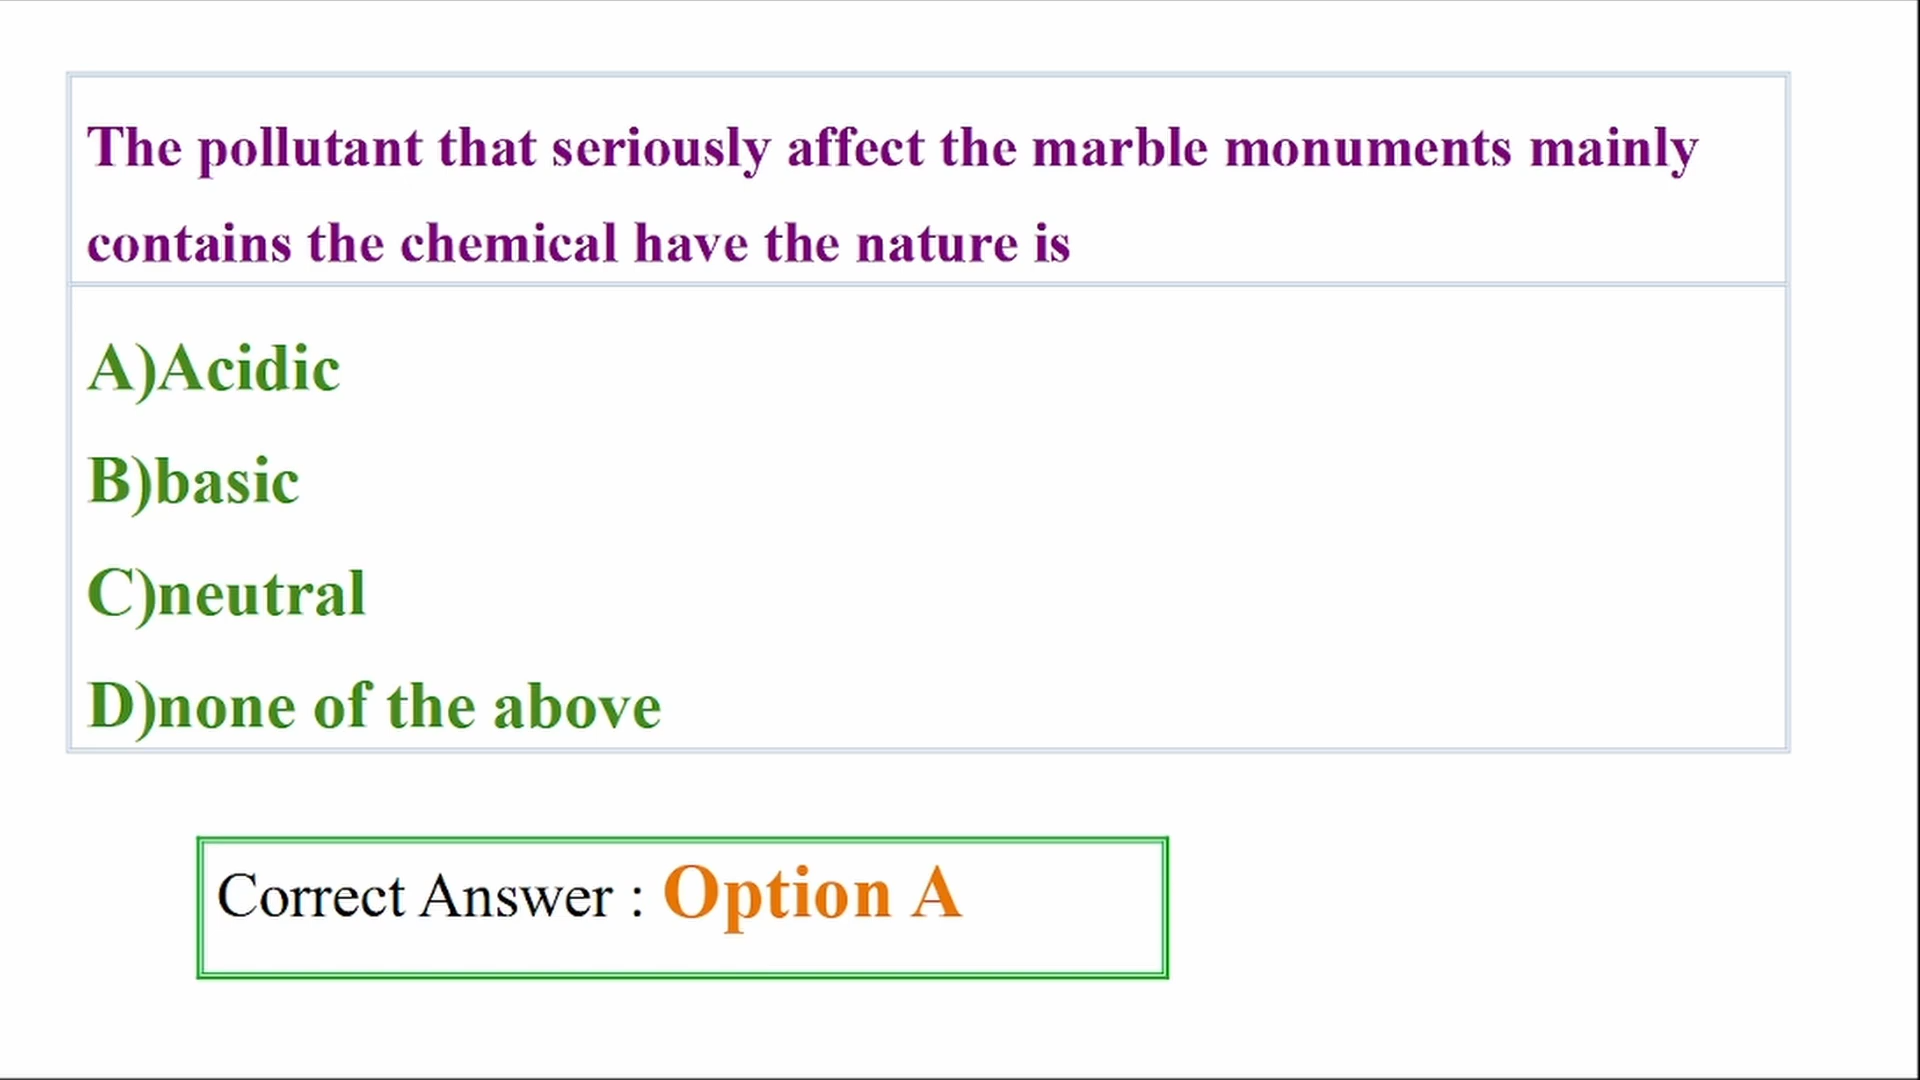 The pollutant that seriously affect the marble monuments mainly
contains the chemical have the nature is
A)Acidic
B)basic
C)neutral
D)none of the above
Correct Answer : Option A